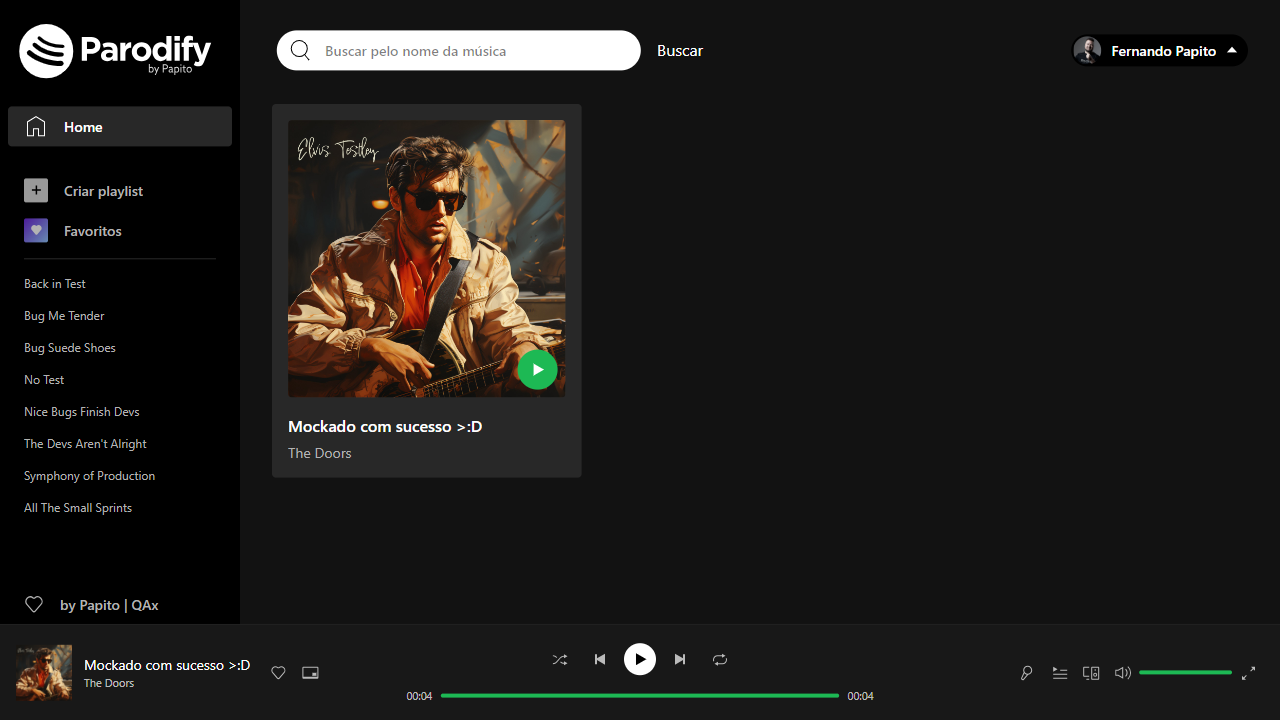 Parodify
by Papito
Buscar pelo nome da música
Buscar
Fernando Papito
Home
Criar playlist
Favoritos
Back in Test
Bug Me Tender
Bug Suede Shoes
No Test
Nice Bugs Finish Devs
The Devs Aren't Alright
Symphony of Production
All The Small Sprints
by Papito | QAx
Elvis Testley
Mockado com sucesso >:D
The Doors
Mockado com sucesso >:D
The Doors
00:04
00:04